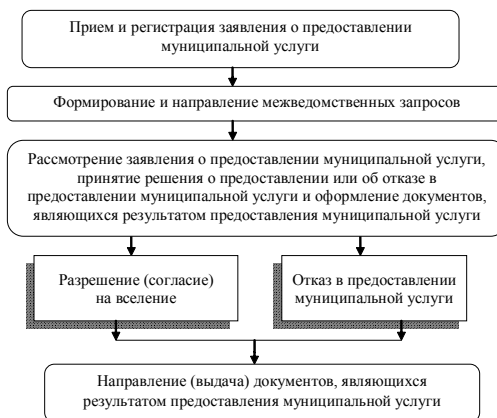 Прием и регистрация заявления о предоставлении
муниципальной услуги
Формирование и направление межведомственных запросов
Рассмотрение заявления о предоставлении муниципальной услуги,
принятие решения о предоставлении или об отказе в
предоставлении муниципальной услуги и оформление документов,
являющихся результатом предоставления муниципальной услуги
Разрешение (согласие)
на вселение
Отказ в предоставлении
муниципальной услуги
Направление (выдача) документов, являющихся
результатом предоставления муниципальной услуги